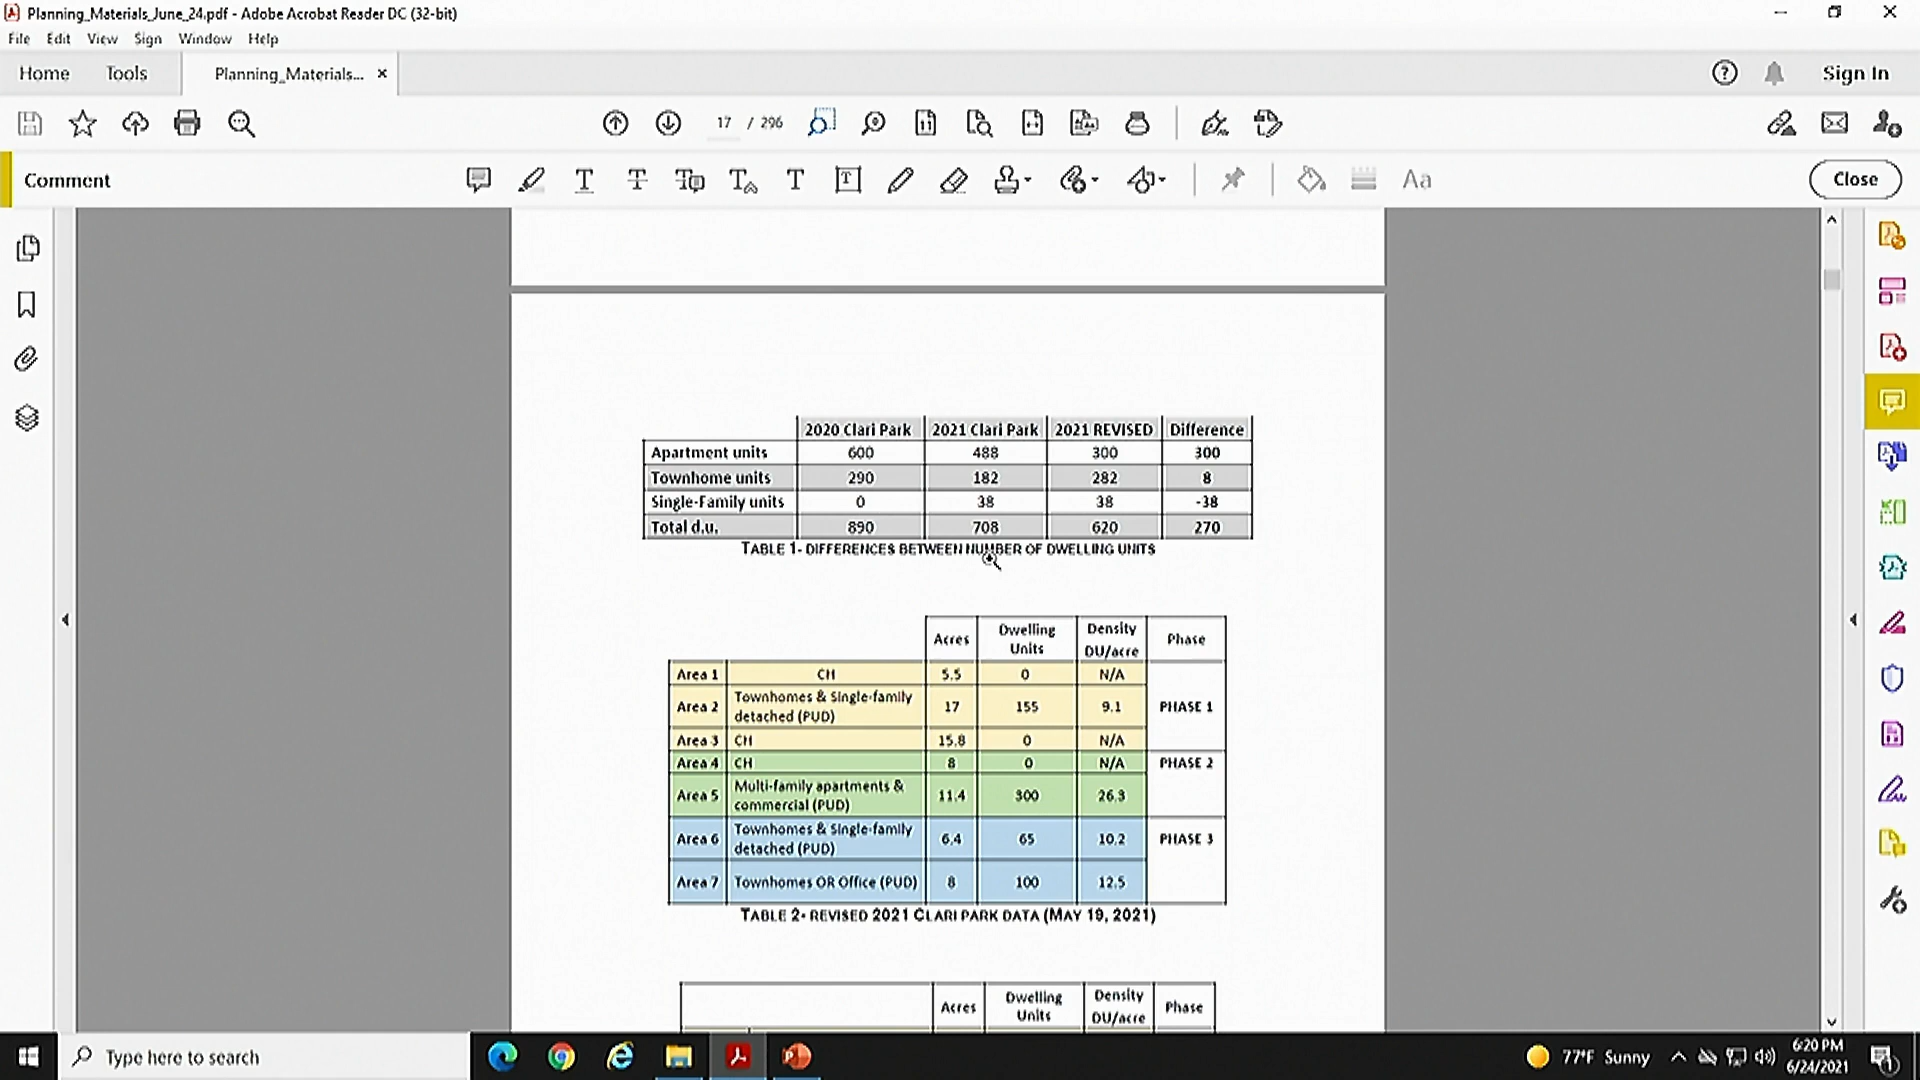 Planning_Materials_June_24.pdf - Adobe Acrobat Reader DC (32-bit)
File Edit View Sign Window Help
Home Tools Planning_Materials... × Sign In
17 / 296
Comment Close
2020 Clari Park 2021 Clari Park 2021 REVISED Difference
Apartment units 600 488 300 300
Townhome units 290 182 282 8
Single-Family units 0 38 38 -38
Total d.u. 890 708 620 270
TABLE 1- DIFFERENCES BETWEEN NUMBER OF DWELLING UNITS
Acres Dwelling Units Density DU/acre Phase
Area 1 CH 5.5 0 N/A
Area 2 Townhomes & Single-family detached (PUD) 17 155 9.1 PHASE 1
Area 3 CH 15.8 0 N/A
Area 4 CH 8 0 N/A PHASE 2
Area 5 Multi-family apartments & commercial (PUD) 11.4 300 26.3
Area 6 Townhomes & Single-family detached (PUD) 6.4 65 10.2 PHASE 3
Area 7 Townhomes OR Office (PUD) 8 100 12.5
TABLE 2- REVISED 2021 CLARI PARK DATA (MAY 19, 2021)
Acres Dwelling Units Density DU/acre Phase
Type here to search 77°F Sunny 6:20 PM
6/24/2021